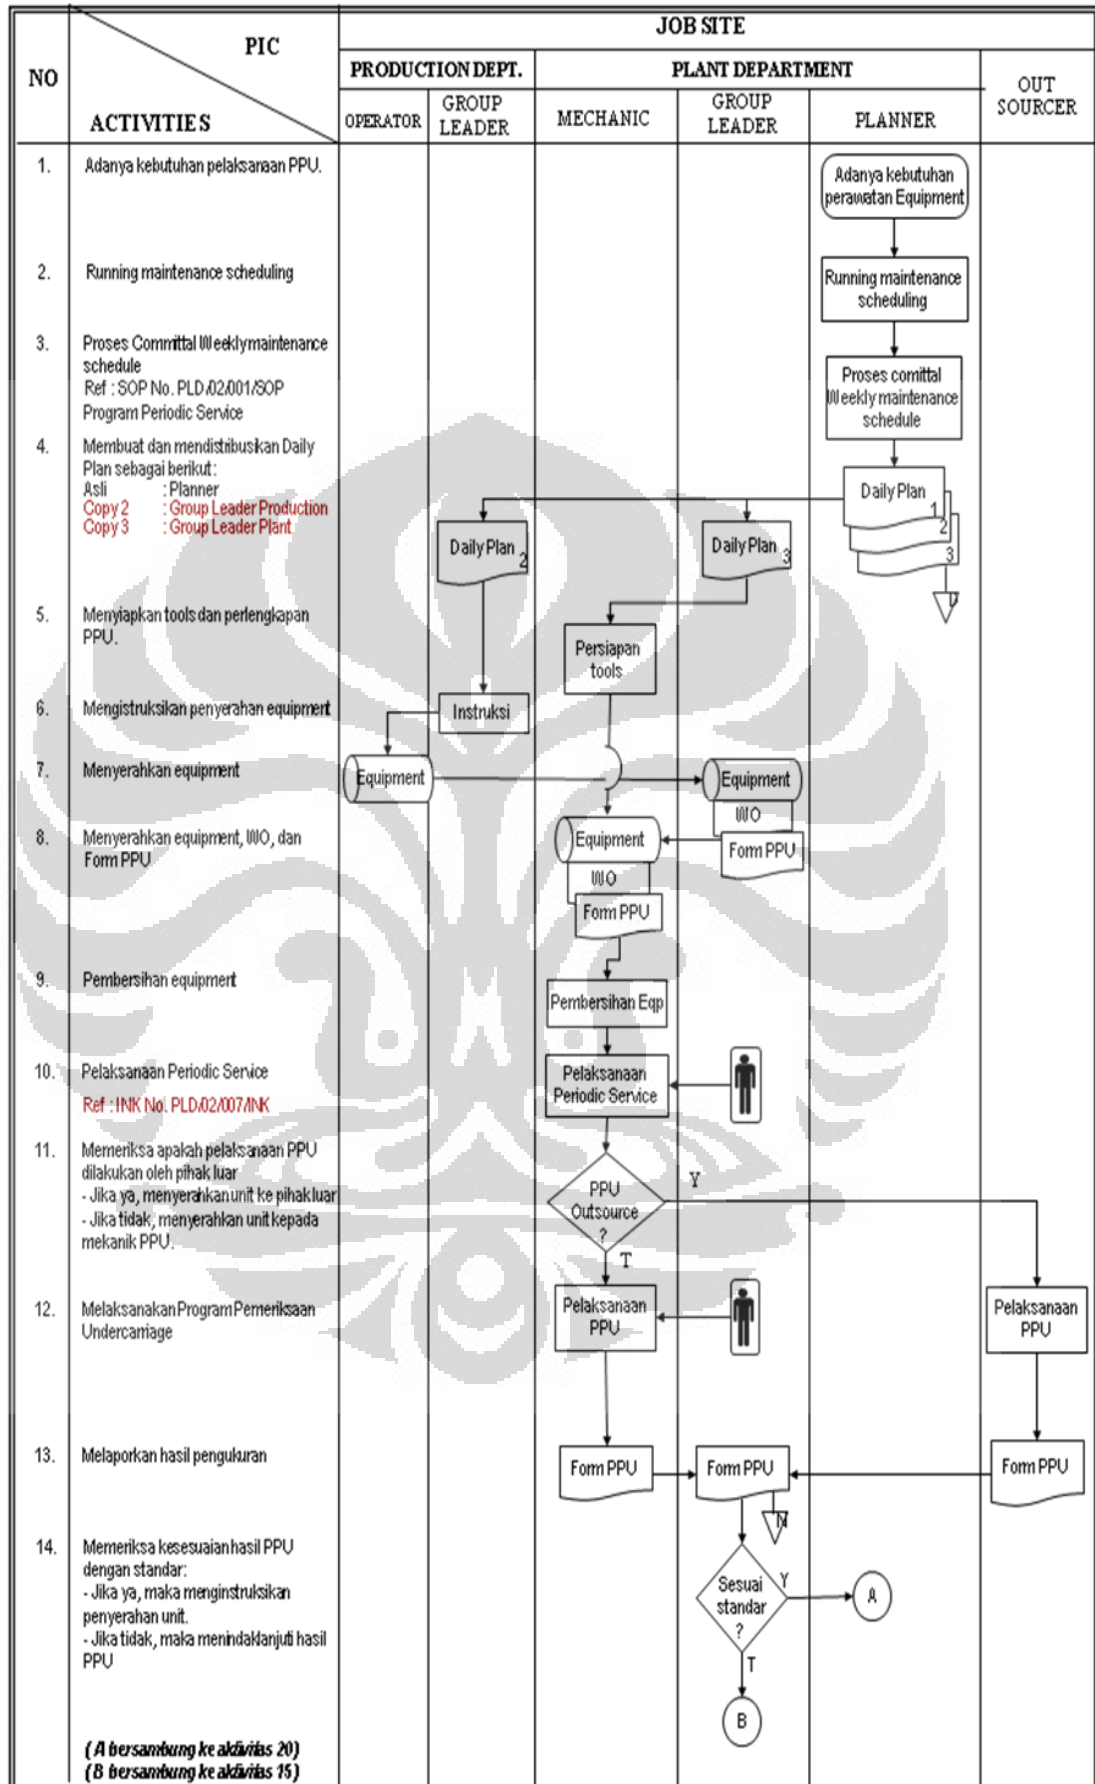 JOB SITE
PIC
NO
ACTIVITIES
PRODUCTION DEPT.
PLANT DEPARTMENT
OUT
SOURCER
OPERATOR
GROUP
LEADER
MECHANIC
GROUP
LEADER
PLANNER
1.
Adanya kebutuhan pelaksanaan PPU.
Adanya kebutuhan
perawatan Equipment
2.
Running maintenance scheduling
Running maintenance
scheduling
3.
Proses Committal Weekly maintenance
schedule
Ref : SOP No. PLD/02/001/SOP
Program Periodic Service
Proses comittal
Weekly maintenance
schedule
4.
Membuat dan mendistribusikan Daily
Plan sebagai berikut :
Asli : Planner
Copy 2 : Group Leader Production
Copy 3 : Group Leader Plant
Daily Plan
1
2
3
Daily Plan
2
Daily Plan
3
5.
Menyiapkan tools dan perlengkapan
PPU.
Persiapan
tools
6.
Mengistruksikan penyerahan equipment
Instruksi
7.
Menyerahkan equipment
Equipment
Equipment
WO
Form PPU
8.
Menyerahkan equipment, WO, dan
Form PPU
Equipment
WO
Form PPU
9.
Pembersihan equipment
Pembersihan Eqp
10.
Pelaksanaan Periodic Service
Ref : INK No. PLD/02/007/INK
Pelaksanaan
Periodic Service
11.
Memeriksa apakah pelaksanaan PPU
dilakukan oleh pihak luar
- Jika ya, menyerahkan unit ke pihak luar
- Jika tidak, menyerahkan unit kepada
mekanik PPU.
PPU
Outsource
?
Y
T
12.
Melaksanakan Program Pemeriksaan
Undercarriage
Pelaksanaan
PPU
Pelaksanaan
PPU
13.
Melaporkan hasil pengukuran
Form PPU
Form PPU
Form PPU
N
14.
Memeriksa kesesuaian hasil PPU
dengan standar:
- Jika ya, maka menginstruksikan
penyerahan unit.
- Jika tidak, maka menindaklanjuti hasil
PPU
Sesuai
standar
?
Y
A
T
B
(A bersambung ke aktivitas 20)
(B bersambung ke aktivitas 15)